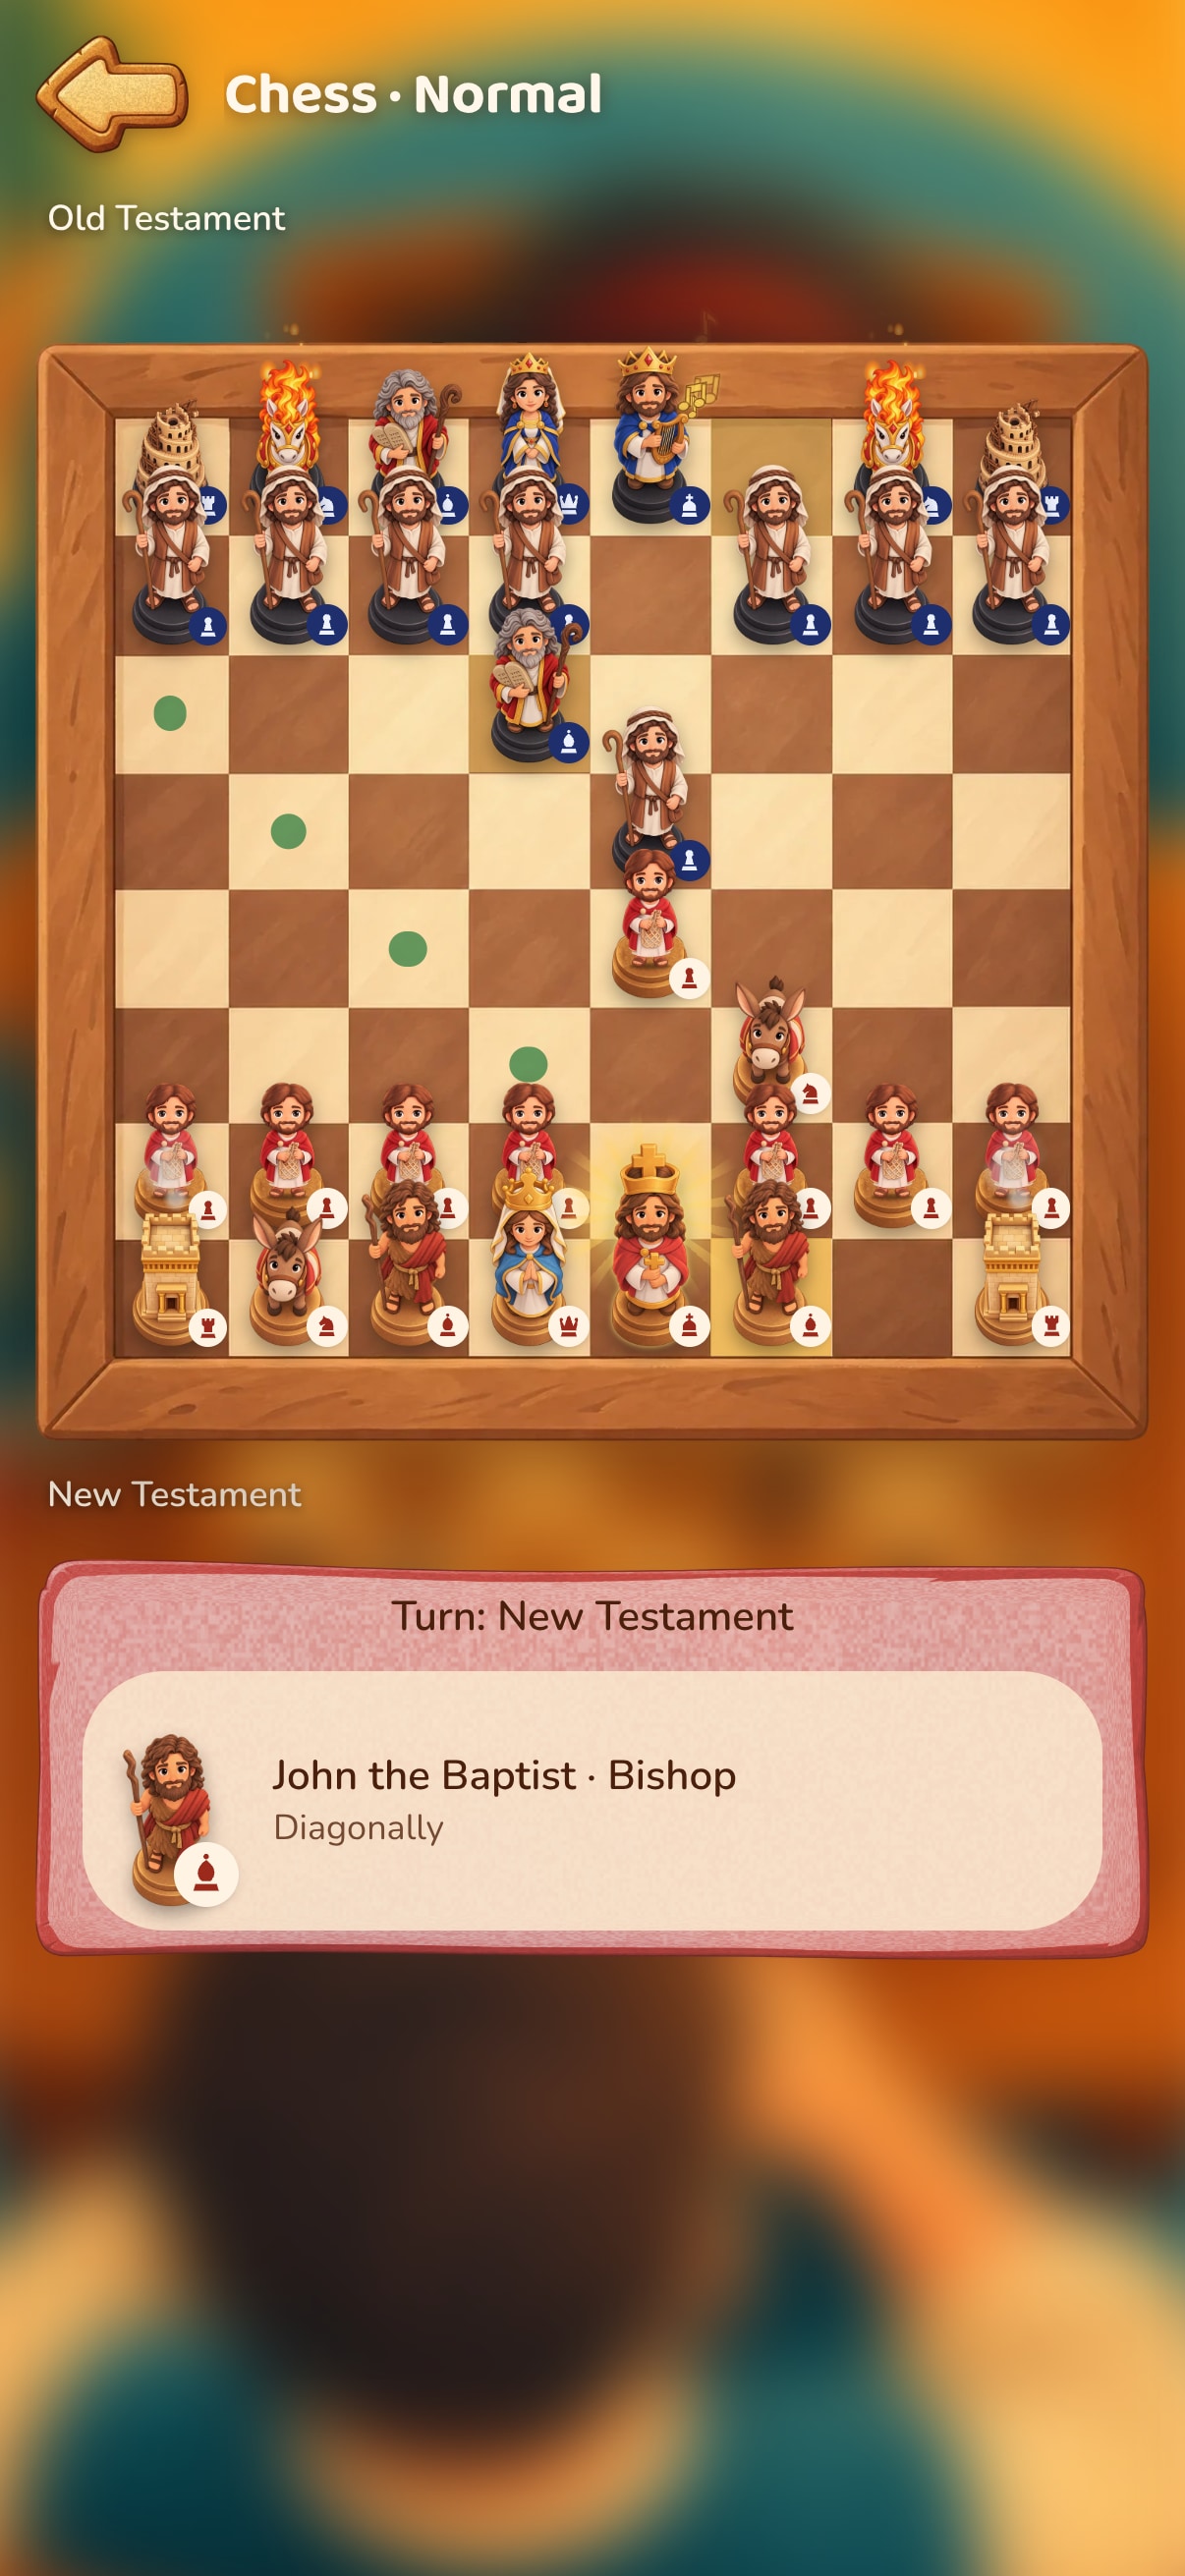 Chess · Normal
Old Testament
New Testament
Turn: New Testament
John the Baptist · Bishop
Diagonally